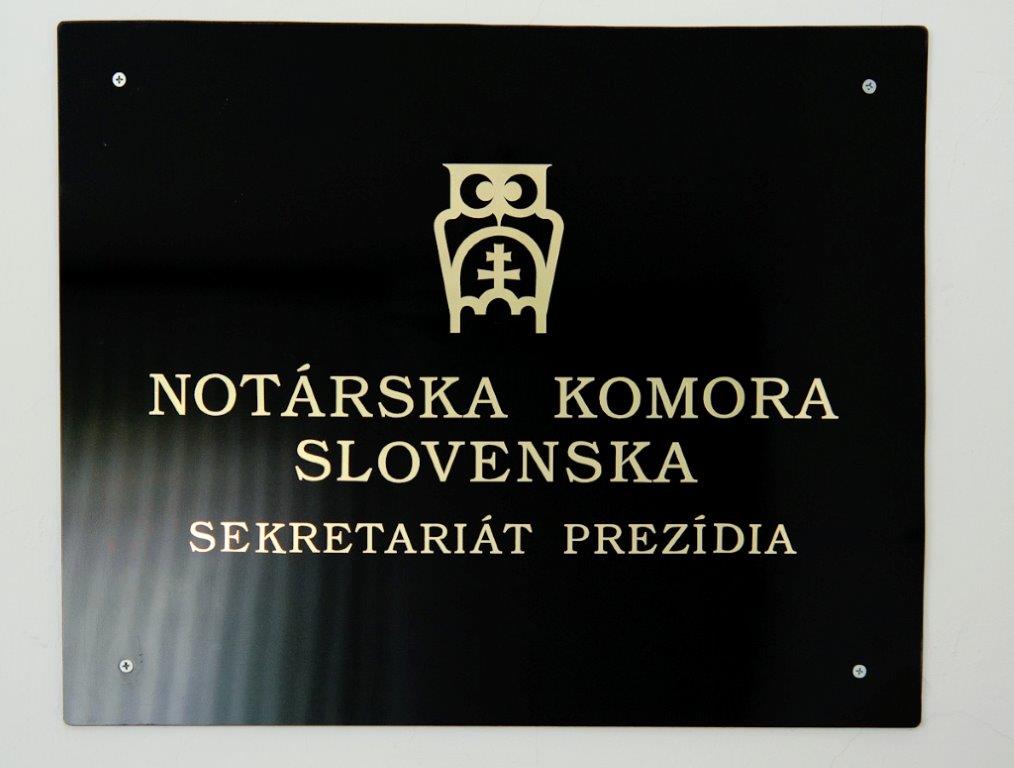 NOTÁRSKA KOMORA
SLOVENSKA
SEKRETARIÁT PREZÍDIA